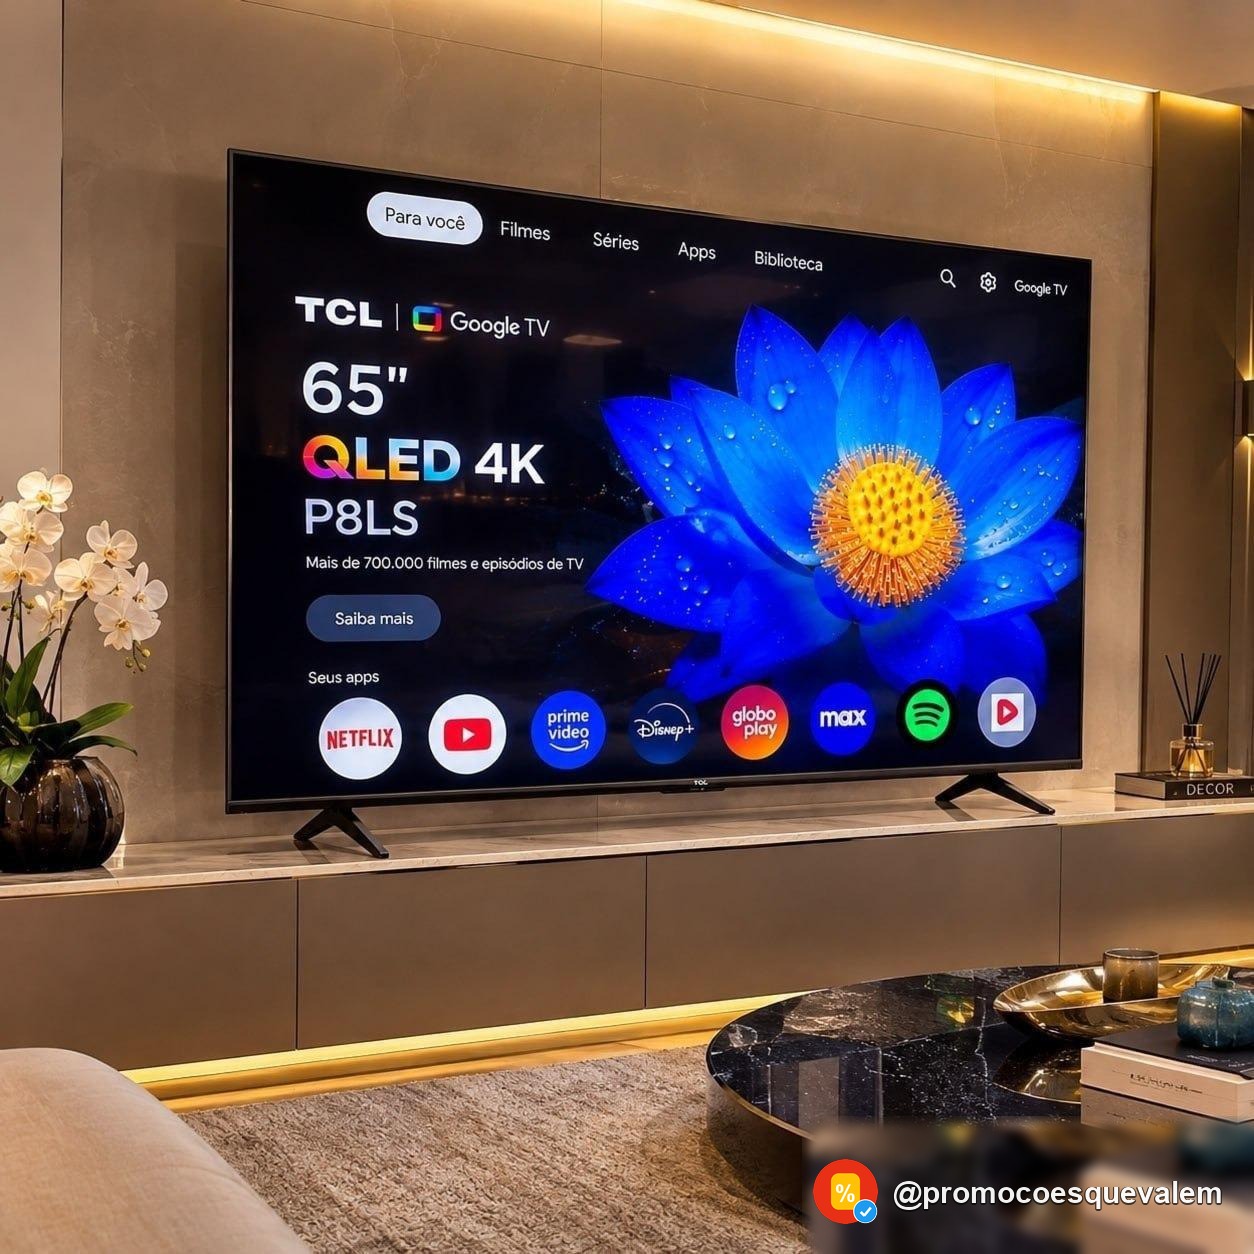 Para você
Filmes
Séries
Apps
Biblioteca
Google TV
TCL | Google TV
65"
QLED 4K
P8LS
Mais de 700.000 filmes e episódios de TV
Saiba mais
Seus apps
NETFLIX
prime video
Disney+
globo play
max
TCL
DECOR
%
@promocoesquevalem